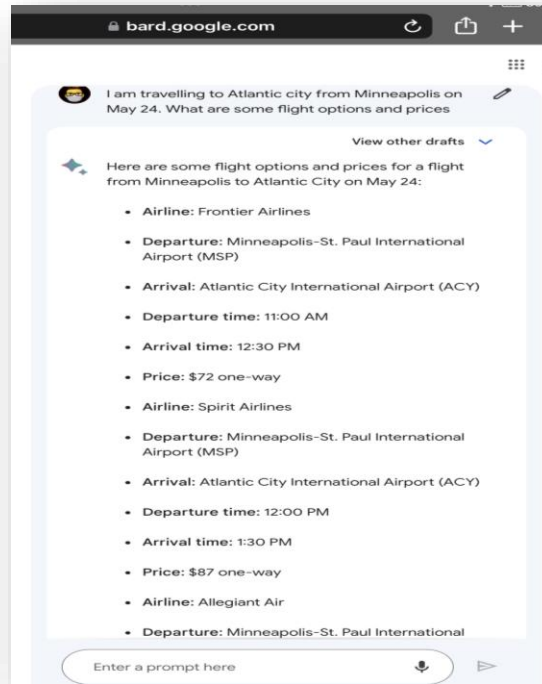 bard.google.com
I am travelling to Atlantic city from Minneapolis on
May 24. What are some flight options and prices
View other drafts
Here are some flight options and prices for a flight
from Minneapolis to Atlantic City on May 24:
• Airline: Frontier Airlines
• Departure: Minneapolis-St. Paul International
Airport (MSP)
• Arrival: Atlantic City International Airport (ACY)
• Departure time: 11:00 AM
• Arrival time: 12:30 PM
• Price: $72 one-way
• Airline: Spirit Airlines
• Departure: Minneapolis-St. Paul International
Airport (MSP)
• Arrival: Atlantic City International Airport (ACY)
• Departure time: 12:00 PM
• Arrival time: 1:30 PM
• Price: $87 one-way
• Airline: Allegiant Air
• Departure: Minneapolis-St. Paul International
Enter a prompt here